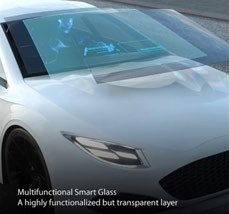 Multifunctional Smart Glass
A highly functionalized but transparent layer